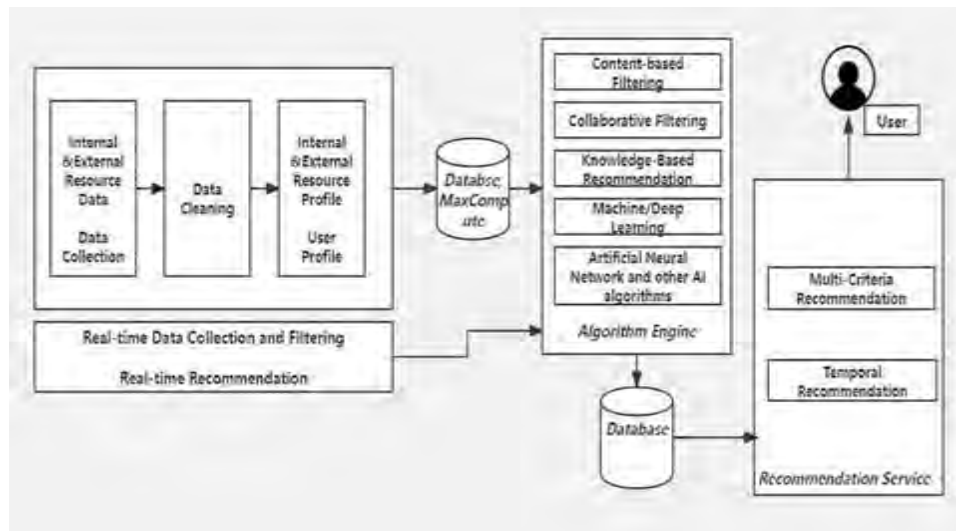 Internal
&External
Resource
Data
Data
Collection
Data
Cleaning
Internal
&External
Resource
Profile
User
Profile
Real-time Data Collection and Filtering
Real-time Recommendation
Databse,
MaxComp
ute
Content-based
Filtering
Collaborative Filtering
Knowledge-Based
Recommendation
Machine/Deep
Learning
Artificial Neural
Network and other AI
algorithms
Algorithm Engine
Database
User
Multi-Criteria
Recommendation
Temporal
Recommendation
Recommendation Service